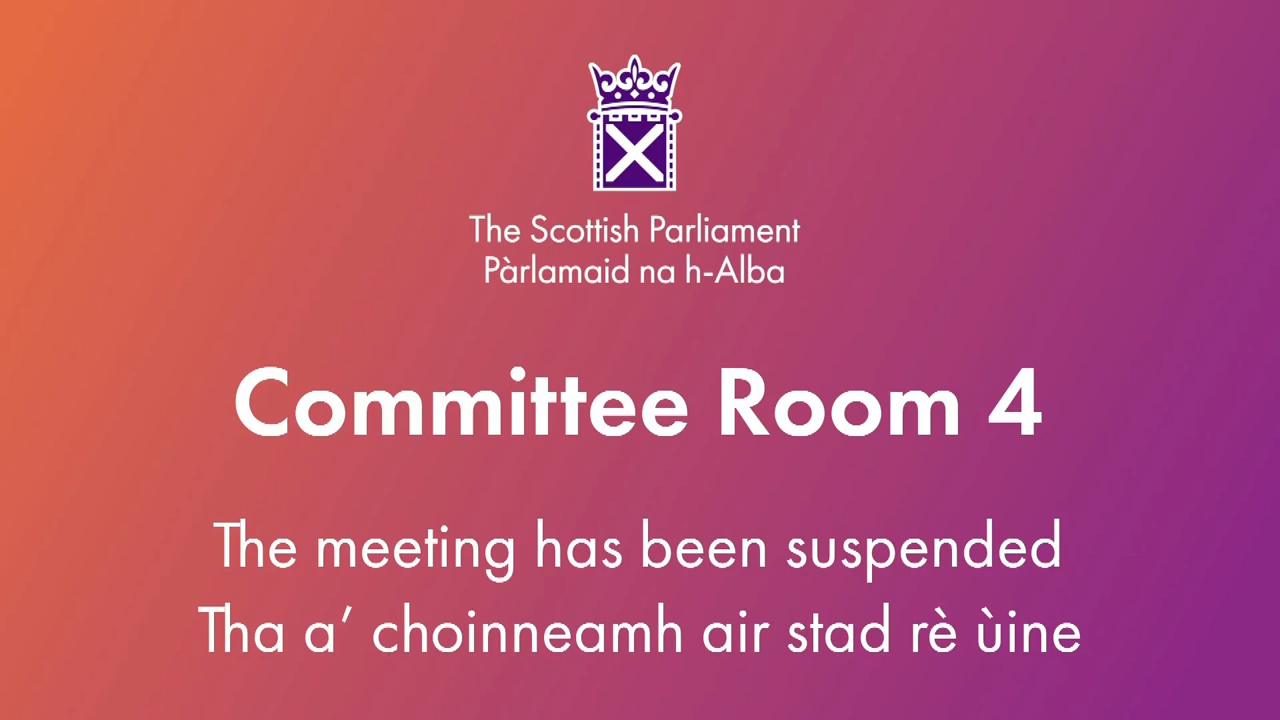 The Scottish Parliament
Pàrlamaid na h-Alba
Committee Room 4
The meeting has been suspended
Tha a’ choinneamh air stad rè ùine